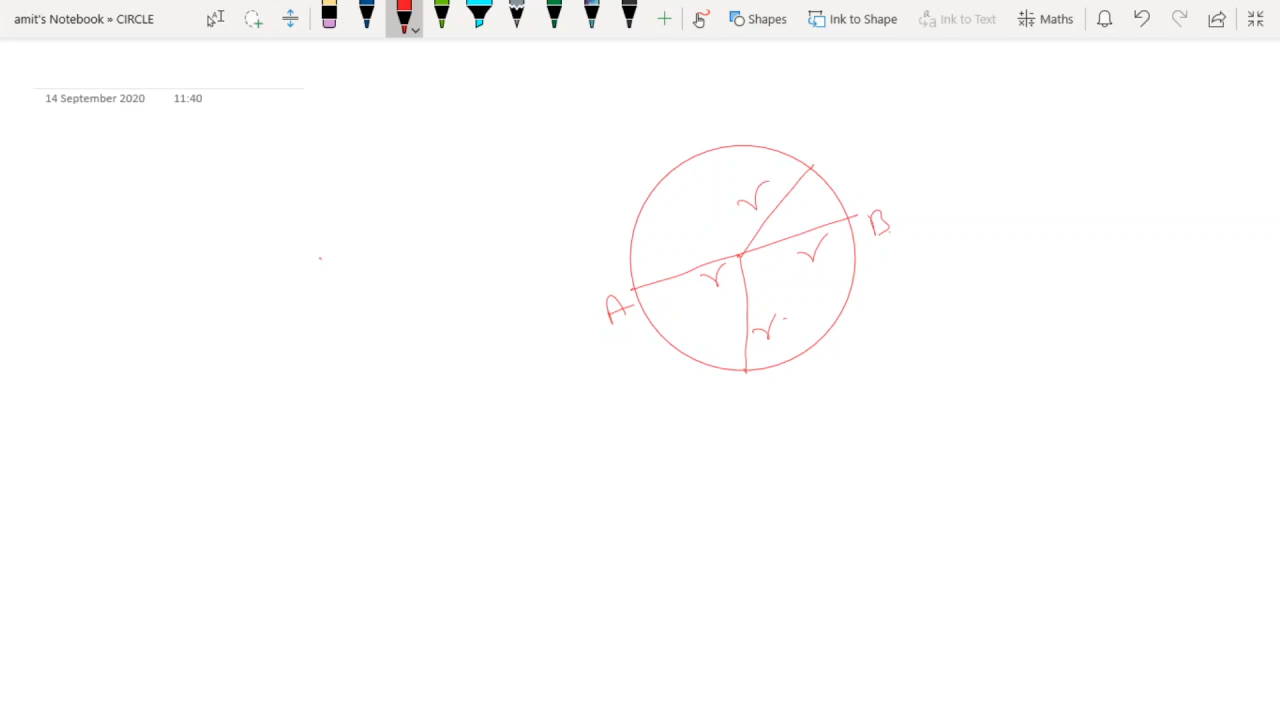 amit's Notebook » CIRCLE
Shapes
Ink to Shape
Ink to Text
Maths
14 September 2020 11:40
r
B
r
r
A
r